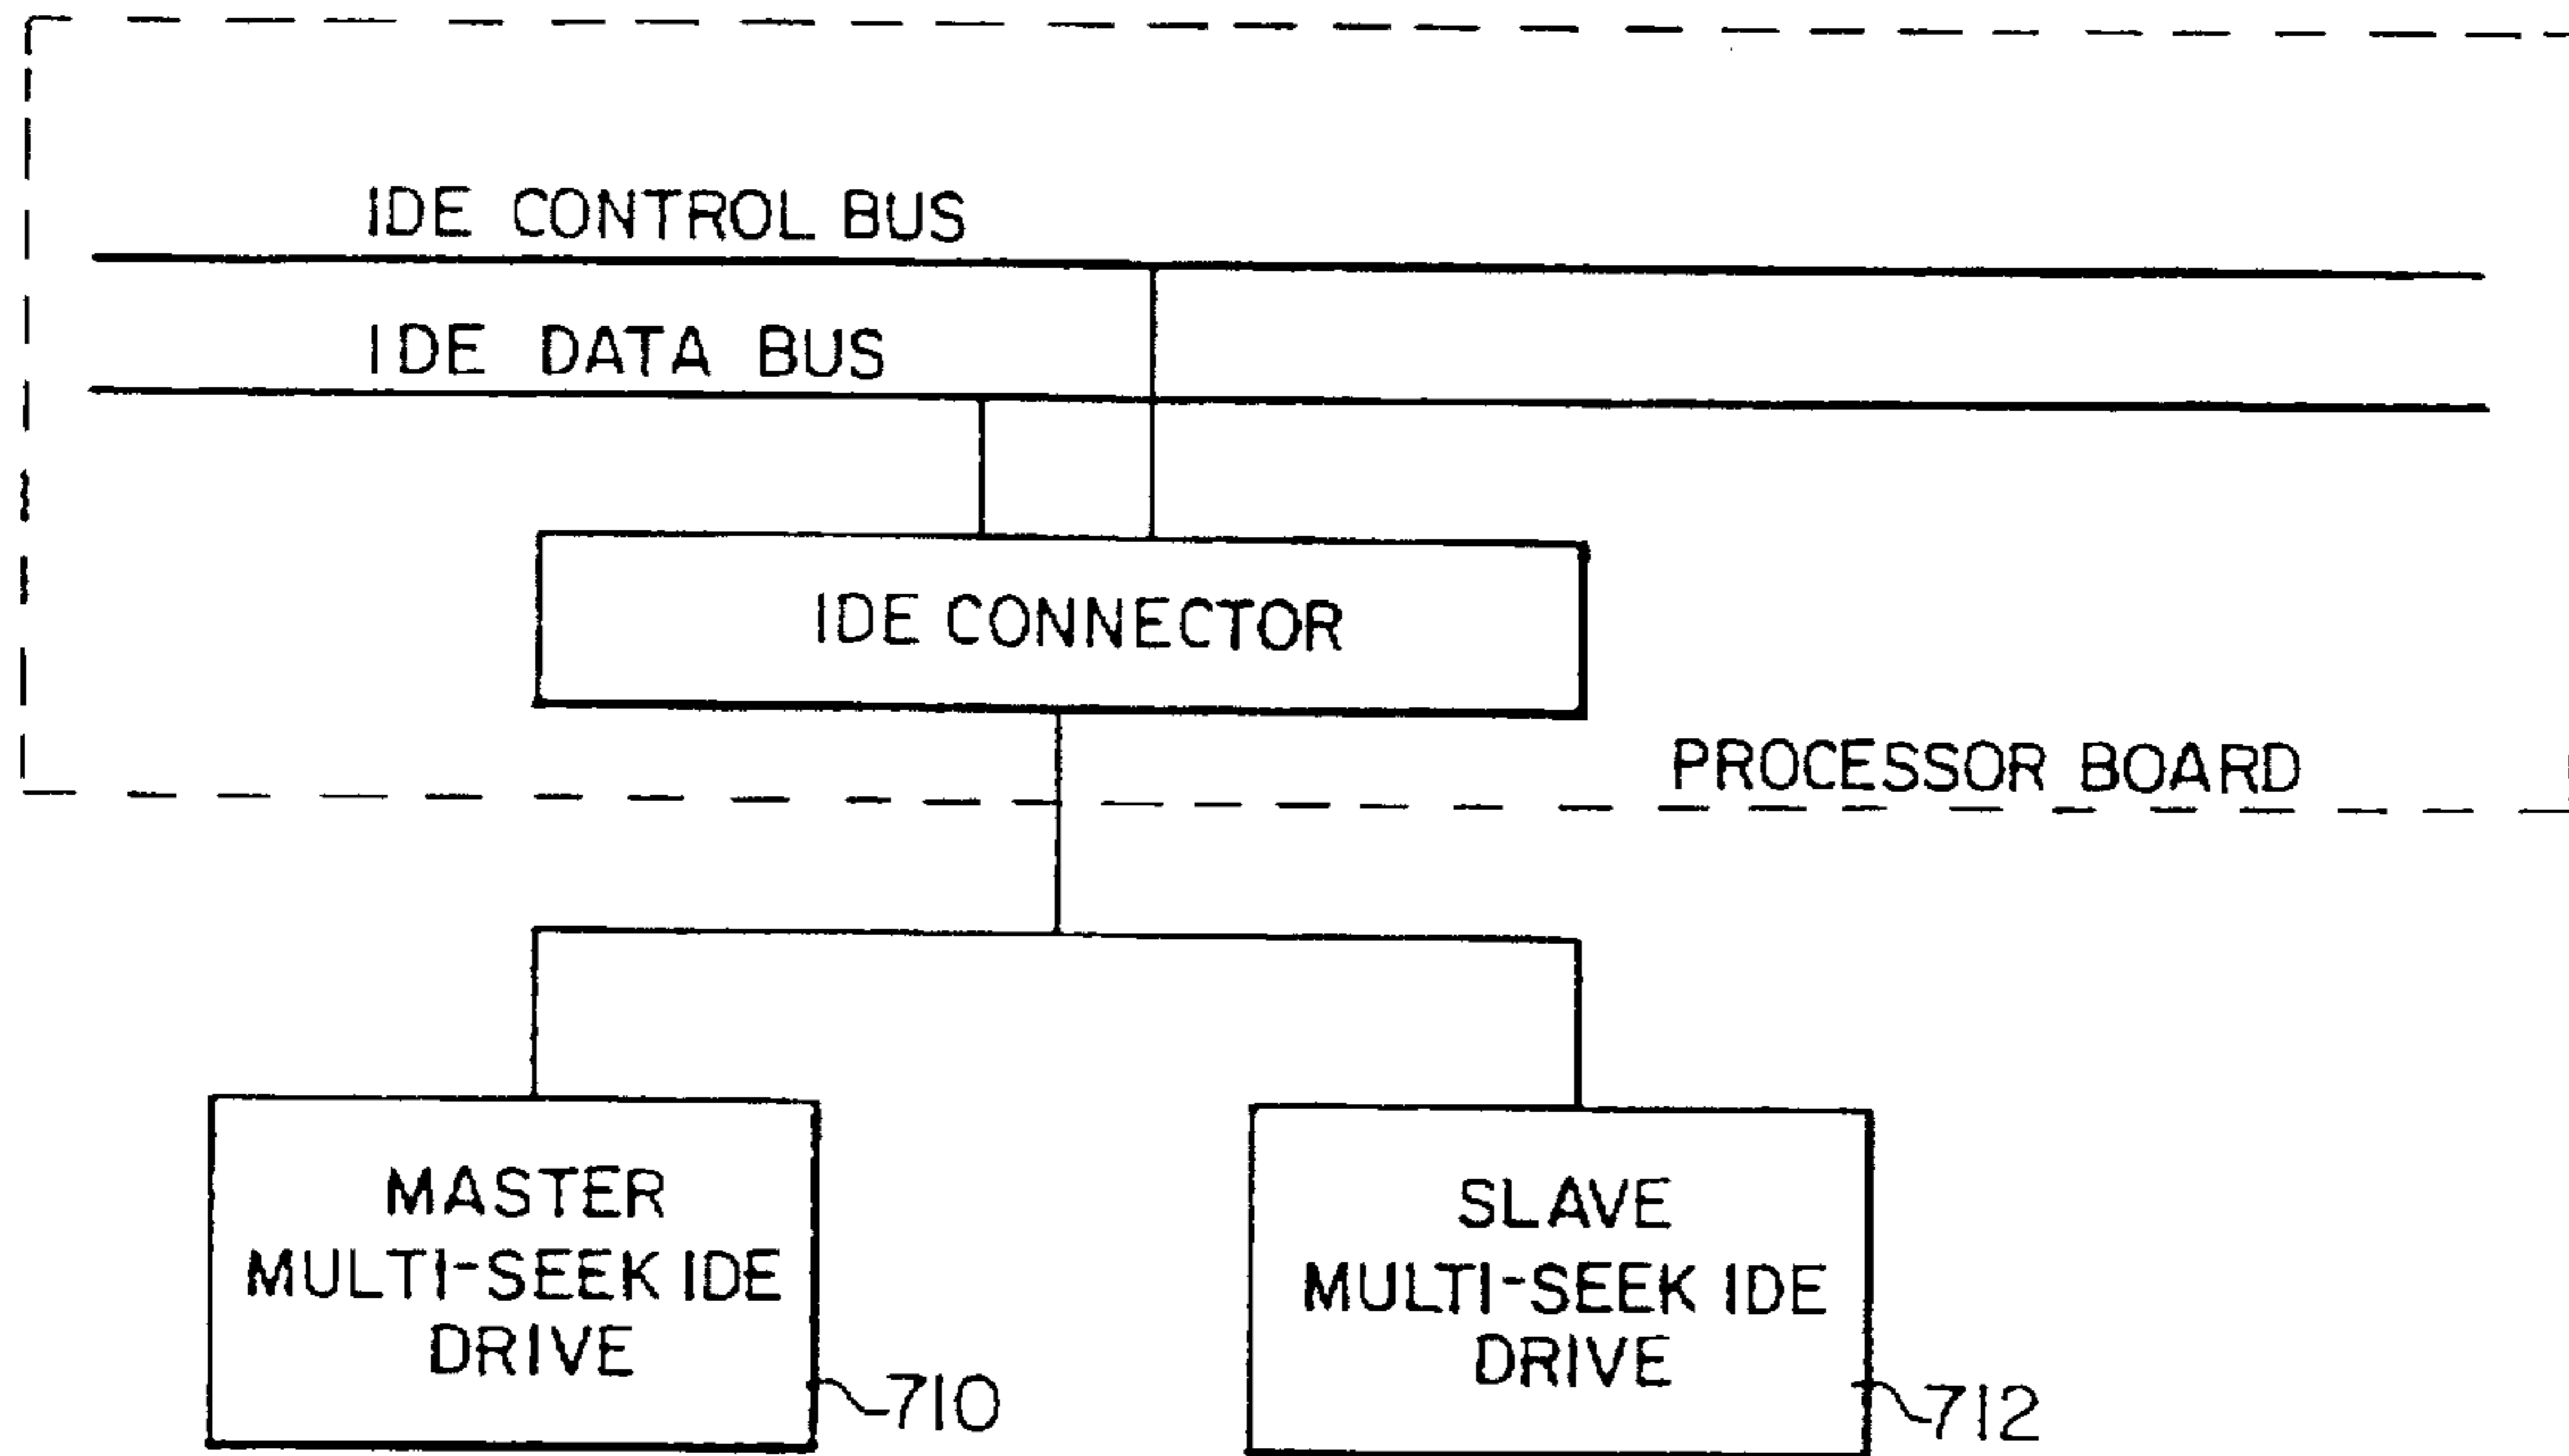 IDE CONTROL BUS
IDE DATA BUS
IDE CONNECTOR
PROCESSOR BOARD
MASTER
MULTI-SEEK IDE
DRIVE
710
SLAVE
MULTI-SEEK IDE
DRIVE
712